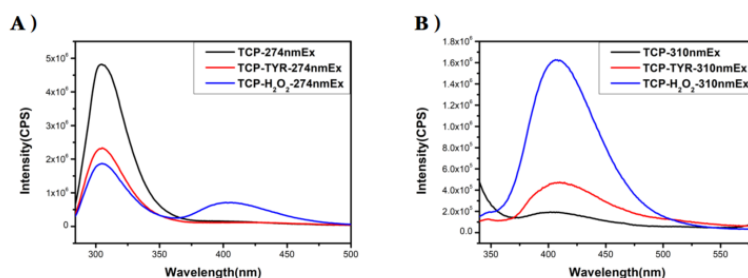 A )
TCP-274nmEx
TCP-TYR-274nmEx
TCP-H₂O₂-274nmEx
5x10⁶
4x10⁶
3x10⁶
2x10⁶
1x10⁶
0
Intensity(CPS)
300 350 400 450 500
Wavelength(nm)
B )
TCP-310nmEx
TCP-TYR-310nmEx
TCP-H₂O₂-310nmEx
1.8x10⁶
1.6x10⁶
1.4x10⁶
1.2x10⁶
1.0x10⁶
8.0x10⁵
6.0x10⁵
4.0x10⁵
2.0x10⁵
0.0
Intensity(CPS)
350 400 450 500 550
Wavelength(nm)